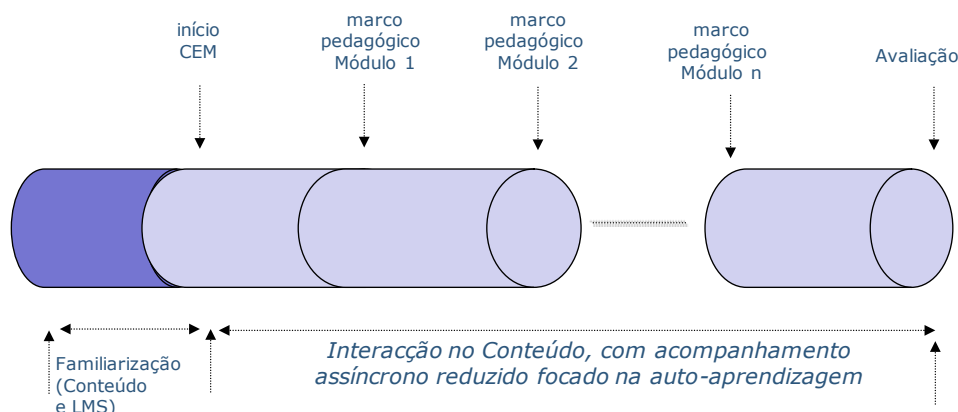 início
CEM
marco
pedagógico
Módulo 1
marco
pedagógico
Módulo 2
marco
pedagógico
Módulo n
Avaliação
Familiarização
(Conteúdo
e LMS)
Interacção no Conteúdo, com acompanhamento
assíncrono reduzido focado na auto-aprendizagem